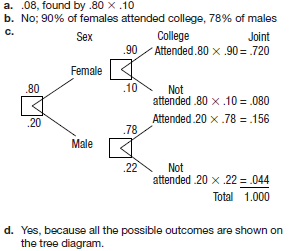 a. .08, found by .80 × .10
b. No; 90% of females attended college, 78% of males
c.
Sex College Joint
.90 Attended .80 × .90 = .720
Female
.80 .10 Not
attended .80 × .10 = .080
.20 .78 Attended .20 × .78 = .156
Male
.22 Not
attended .20 × .22 = .044
Total 1.000
d. Yes, because all the possible outcomes are shown on
the tree diagram.